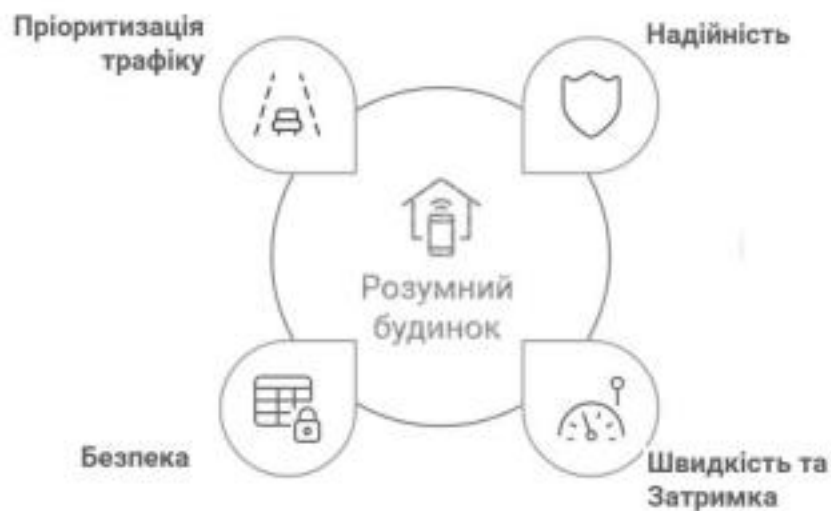 Пріоритизація
трафіку
Надійність
Розумний
будинок
Безпека
Швидкість та
Затримка